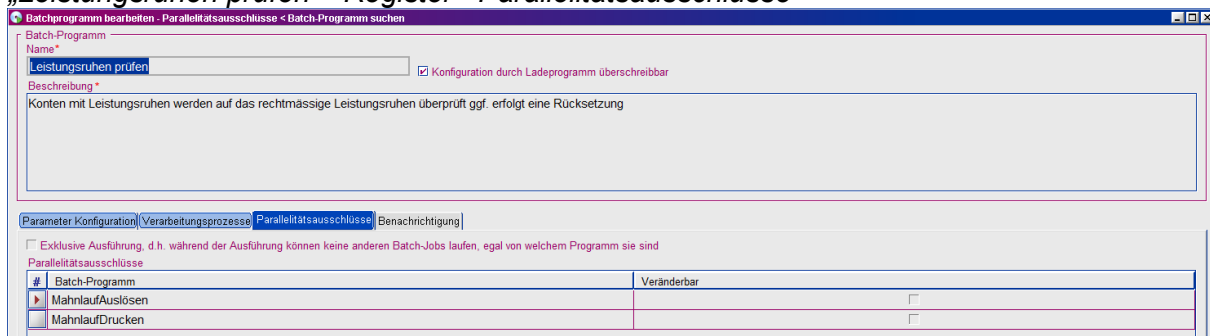 „Leistungsruhen prüfen“ - Register „Parallelitätsausschlüsse“
Batchprogramm bearbeiten - Parallelitätsausschlüsse < Batch-Programm suchen
Batch-Programm
Name*
Leistungsruhen prüfen
Konfiguration durch Ladeprogramm überschreibbar
Beschreibung *
Konten mit Leistungsruhen werden auf das rechtmässige Leistungsruhen überprüft ggf. erfolgt eine Rücksetzung
Parameter Konfiguration Verarbeitungsprozesse Parallelitätsausschlüsse Benachrichtigung
Exklusive Ausführung, d.h. während der Ausführung können keine anderen Batch-Jobs laufen, egal von welchem Programm sie sind
Parallelitätsausschlüsse
# Batch-Programm Veränderbar
MahnlaufAuslösen
MahnlaufDrucken